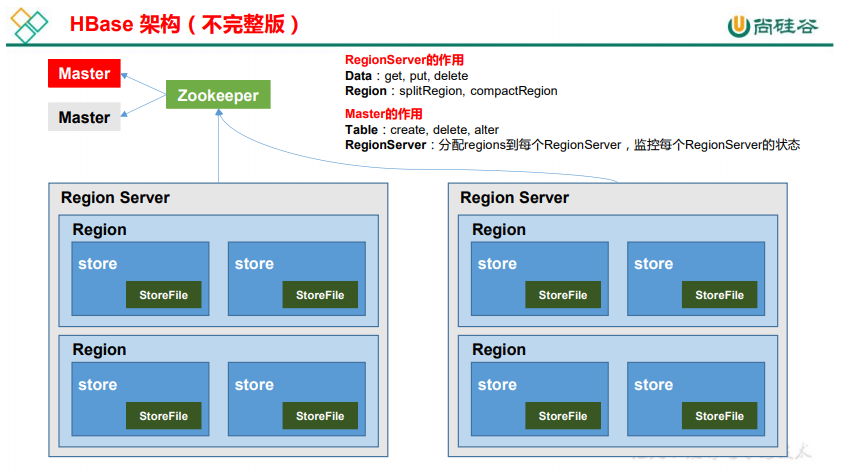 HBase 架构（不完整版）
尚硅谷
Master
Zookeeper
Master
RegionServer的作用
Data：get, put, delete
Region：splitRegion, compactRegion
Master的作用
Table：create, delete, alter
RegionServer：分配regions到每个RegionServer，监控每个RegionServer的状态
Region Server
Region
store
StoreFile
store
StoreFile
Region
store
StoreFile
store
StoreFile
Region Server
Region
store
StoreFile
store
StoreFile
Region
store
StoreFile
store
StoreFile